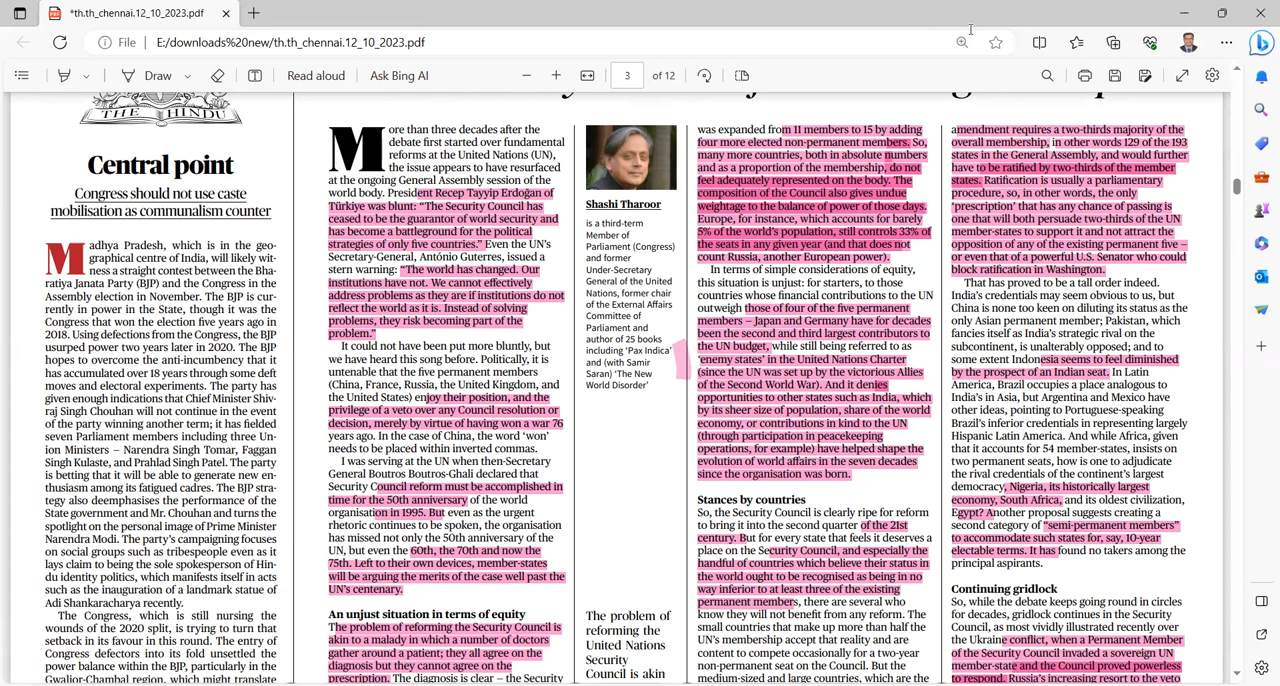 *th.th_chennai.12_10_2023.pdf
File
E:/downloads%20new/th.th_chennai.12_10_2023.pdf
Draw
Read aloud
Ask Bing AI
3
of 12
THE HINDU
Central point
Congress should not use caste
mobilisation as communalism counter
Madhya Pradesh, which is in the geo-
graphical centre of India, will likely wit-
ness a straight contest between the Bha-
ratiya Janata Party (BJP) and the Congress in the
Assembly election in November. The BJP is cur-
rently in power in the State, though it was the
Congress that won the election five years ago in
2018. Using defections from the Congress, the BJP
usurped power two years later in 2020. The BJP
hopes to overcome the anti-incumbency that it
has accumulated over 18 years through some deft
moves and electoral experiments. The party has
given enough indications that Chief Minister Shiv-
raj Singh Chouhan will not continue in the event
of the party winning another term; it has fielded
seven Parliament members including three Un-
ion Ministers – Narendra Singh Tomar, Faggan
Singh Kulaste, and Prahlad Singh Patel. The party
is betting that it will be able to generate new en-
thusiasm among its fatigued cadres. The BJP stra-
tegy also deemphasises the performance of the
State government and Mr. Chouhan and turns the
spotlight on the personal image of Prime Minister
Narendra Modi. The party's campaigning focuses
on social groups such as tribespeople even as it
lays claim to being the sole spokesperson of Hin-
du identity politics, which manifests itself in acts
such as the inauguration of a landmark statue of
Adi Shankaracharya recently.
The Congress, which is still nursing the
wounds of the 2020 split, is trying to turn that
setback in its favour in this round. The entry of
Congress defectors into its fold unsettled the
power balance within the BJP, particularly in the
Gwalior-Chambal region, which might translate
More than three decades after the
debate first started over fundamental
reforms at the United Nations (UN),
the issue appears to have resurfaced
at the ongoing General Assembly session of the
world body. President Recep Tayyip Erdoğan of
Türkiye was blunt: "The Security Council has
ceased to be the guarantor of world security and
has become a battleground for the political
strategies of only five countries." Even the UN's
Secretary-General, António Guterres, issued a
stern warning: "The world has changed. Our
institutions have not. We cannot effectively
address problems as they are if institutions do not
reflect the world as it is. Instead of solving
problems, they risk becoming part of the
problem."
It could not have been put more bluntly, but
we have heard this song before. Politically, it is
untenable that the five permanent members
(China, France, Russia, the United Kingdom, and
the United States) enjoy their position, and the
privilege of a veto over any Council resolution or
decision, merely by virtue of having won a war 76
years ago. In the case of China, the word 'won'
needs to be placed within inverted commas.
I was serving at the UN when then-Secretary
General Boutros Boutros-Ghali declared that
Security Council reform must be accomplished in
time for the 50th anniversary of the world
organisation in 1995. But even as the urgent
rhetoric continues to be spoken, the organisation
has missed not only the 50th anniversary of the
UN, but even the 60th, the 70th and now the
75th. Left to their own devices, member-states
will be arguing the merits of the case well past the
UN's centenary.
An unjust situation in terms of equity
The problem of reforming the Security Council is
akin to a malady in which a number of doctors
gather around a patient; they all agree on the
diagnosis but they cannot agree on the
prescription. The diagnosis is clear – the Security
Shashi Tharoor
is a third-term
Member of
Parliament (Congress)
and former
Under-Secretary
General of the United
Nations, former chair
of the External Affairs
Committee of
Parliament and
author of 25 books
including 'Pax Indica'
and (with Samir
Saran) 'The New
World Disorder'
The problem of
reforming the
United Nations
Security
Council is akin
was expanded from 11 members to 15 by adding
four more elected non-permanent members. So,
many more countries, both in absolute numbers
and as a proportion of the membership, do not
feel adequately represented on the body. The
composition of the Council also gives undue
weightage to the balance of power of those days.
Europe, for instance, which accounts for barely
5% of the world's population, still controls 33% of
the seats in any given year (and that does not
count Russia, another European power).
In terms of simple considerations of equity,
this situation is unjust: for starters, to those
countries whose financial contributions to the UN
outweigh those of four of the five permanent
members – Japan and Germany have for decades
been the second and third largest contributors to
the UN budget, while still being referred to as
'enemy states' in the United Nations Charter
(since the UN was set up by the victorious Allies
of the Second World War). And it denies
opportunities to other states such as India, which
by its sheer size of population, share of the world
economy, or contributions in kind to the UN
(through participation in peacekeeping
operations, for example) have helped shape the
evolution of world affairs in the seven decades
since the organisation was born.
Stances by countries
So, the Security Council is clearly ripe for reform
to bring it into the second quarter of the 21st
century. But for every state that feels it deserves a
place on the Security Council, and especially the
handful of countries which believe their status in
the world ought to be recognised as being in no
way inferior to at least three of the existing
permanent members, there are several who
know they will not benefit from any reform. The
small countries that make up more than half the
UN's membership accept that reality and are
content to compete occasionally for a two-year
non-permanent seat on the Council. But the
medium-sized and large countries, which are the
amendment requires a two-thirds majority of the
overall membership, in other words 129 of the 193
states in the General Assembly, and would further
have to be ratified by two-thirds of the member
states. Ratification is usually a parliamentary
procedure, so, in other words, the only
'prescription' that has any chance of passing is
one that will both persuade two-thirds of the UN
member-states to support it and not attract the
opposition of any of the existing permanent five –
or even that of a powerful U.S. Senator who could
block ratification in Washington.
That has proved to be a tall order indeed.
India's credentials may seem obvious to us, but
China is none too keen on diluting its status as the
only Asian permanent member; Pakistan, which
fancies itself as India's strategic rival on the
subcontinent, is unalterably opposed; and to
some extent Indonesia seems to feel diminished
by the prospect of an Indian seat. In Latin
America, Brazil occupies a place analogous to
India's in Asia, but Argentina and Mexico have
other ideas, pointing to Portuguese-speaking
Brazil's inferior credentials in representing largely
Hispanic Latin America. And while Africa, given
that it accounts for 54 member-states, insists on
two permanent seats, how is one to adjudicate
the rival credentials of the continent's largest
democracy, Nigeria, its historically largest
economy, South Africa, and its oldest civilization,
Egypt? Another proposal suggests creating a
second category of "semi-permanent members"
to accommodate such states for, say, 10-year
electable terms. It has found no takers among the
principal aspirants.
Continuing gridlock
So, while the debate keeps going round in circles
for decades, gridlock continues in the Security
Council, as most vividly illustrated recently over
the Ukraine conflict, when a Permanent Member
of the Security Council invaded a sovereign UN
member-state and the Council proved powerless
to respond. Russia's increasing resort to the veto